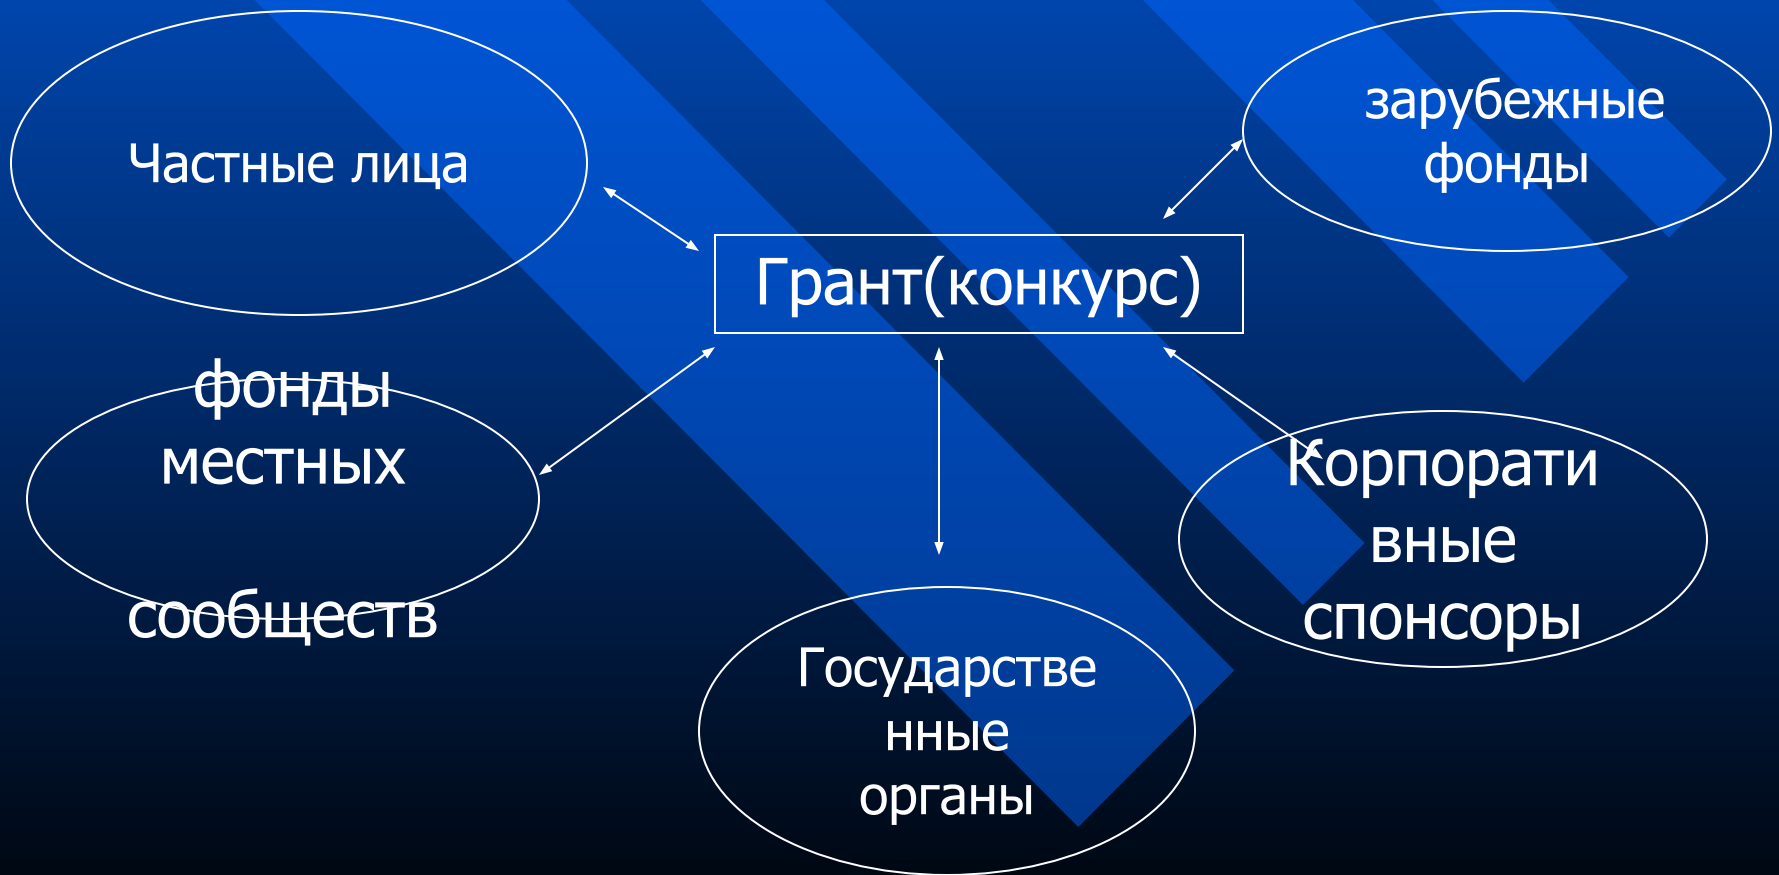 Частные лица
зарубежные
фонды
Грант(конкурс)
фонды
местных
сообществ
Корпорати
вные
спонсоры
Государстве
нные
органы